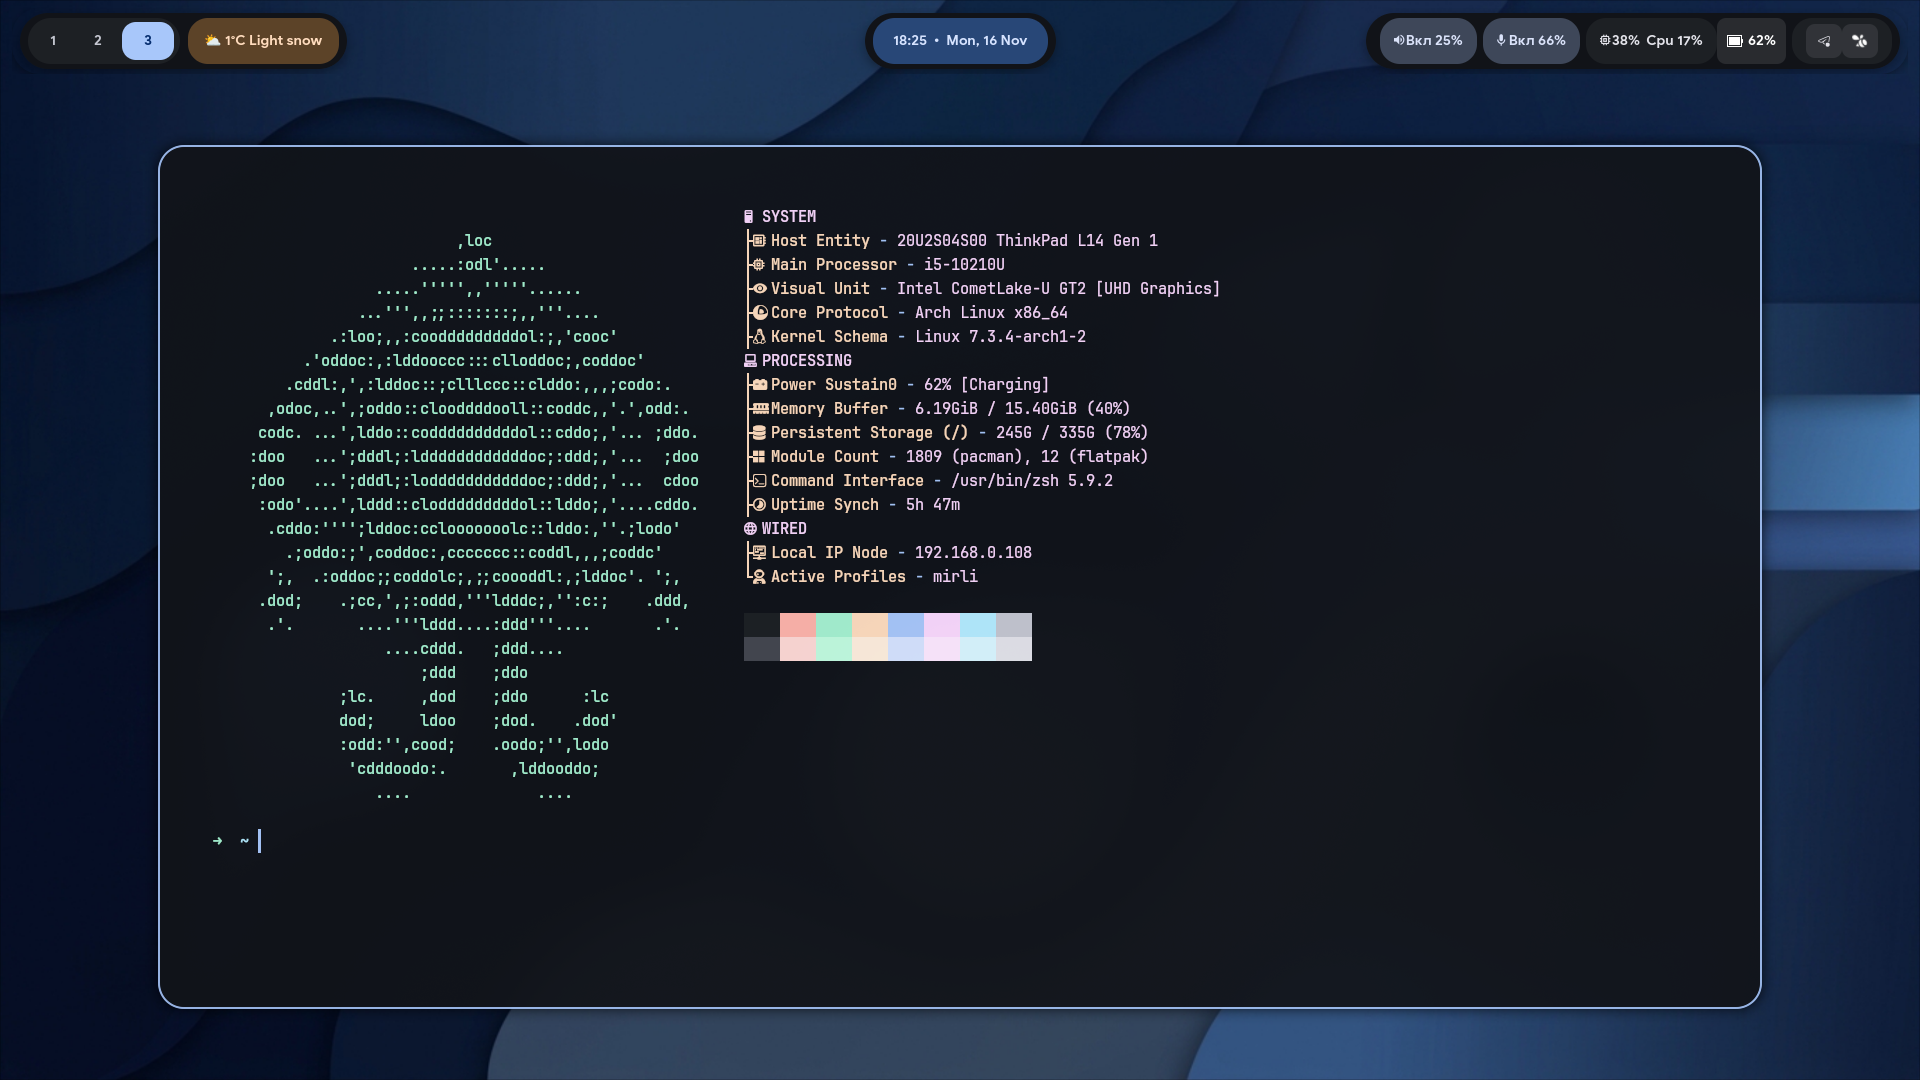 1 2 3 ⛅ 1°C Light snow 18:25 • Mon, 16 Nov Вкл 25% Вкл 66% 38% Cpu 17% 62%
SYSTEM
Host Entity - 20U2S04S00 ThinkPad L14 Gen 1
Main Processor - i5-10210U
Visual Unit - Intel CometLake-U GT2 [UHD Graphics]
Core Protocol - Arch Linux x86_64
Kernel Schema - Linux 7.3.4-arch1-2
PROCESSING
Power Sustain0 - 62% [Charging]
Memory Buffer - 6.19GiB / 15.40GiB (40%)
Persistent Storage (/) - 245G / 335G (78%)
Module Count - 1809 (pacman), 12 (flatpak)
Command Interface - /usr/bin/zsh 5.9.2
Uptime Synch - 5h 47m
WIRED
Local IP Node - 192.168.0.108
Active Profiles - mirli
➜ ~